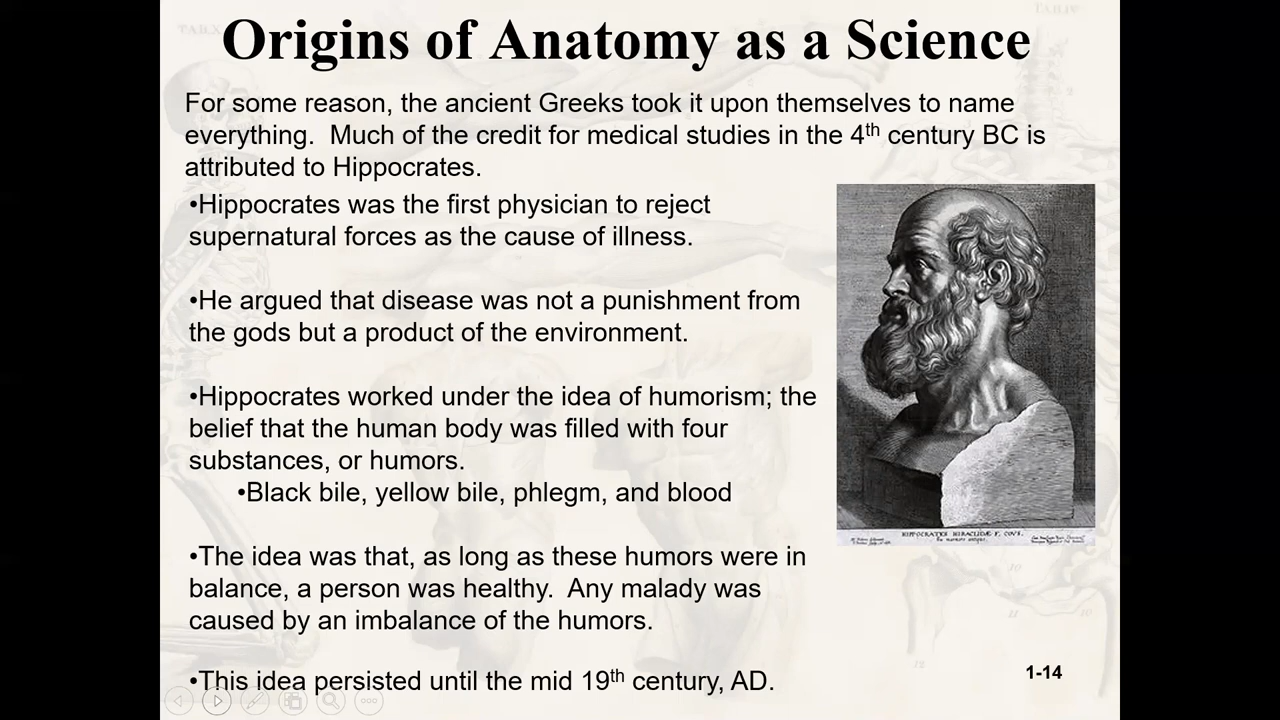 Origins of Anatomy as a Science
For some reason, the ancient Greeks took it upon themselves to name
everything.  Much of the credit for medical studies in the 4th century BC is
attributed to Hippocrates.
•Hippocrates was the first physician to reject
supernatural forces as the cause of illness.
•He argued that disease was not a punishment from
the gods but a product of the environment.
•Hippocrates worked under the idea of humorism; the
belief that the human body was filled with four
substances, or humors.
•Black bile, yellow bile, phlegm, and blood
HIPPOCRATES HERACLIDÆ F. COVS.
•The idea was that, as long as these humors were in
balance, a person was healthy.  Any malady was
caused by an imbalance of the humors.
•This idea persisted until the mid 19th century, AD.
1-14